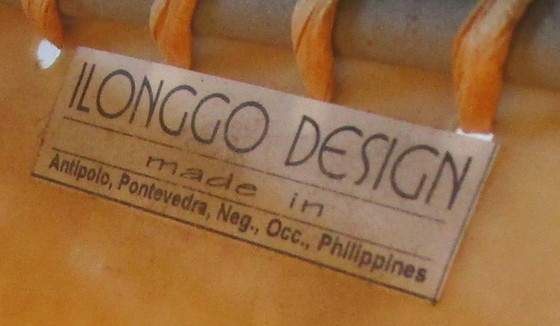 ILONGGO DESIGN
made in
Antipolo, Pontevedra, Neg., Occ., Philippines